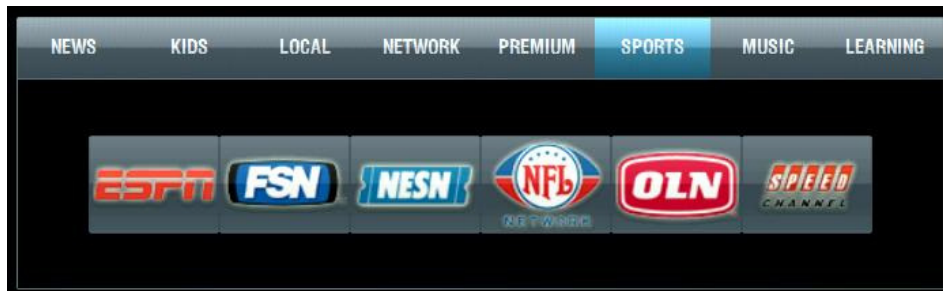 NEWS KIDS LOCAL NETWORK PREMIUM SPORTS MUSIC LEARNING
ESPN FSN NESN NFL NETWORK OLN SPEED CHANNEL